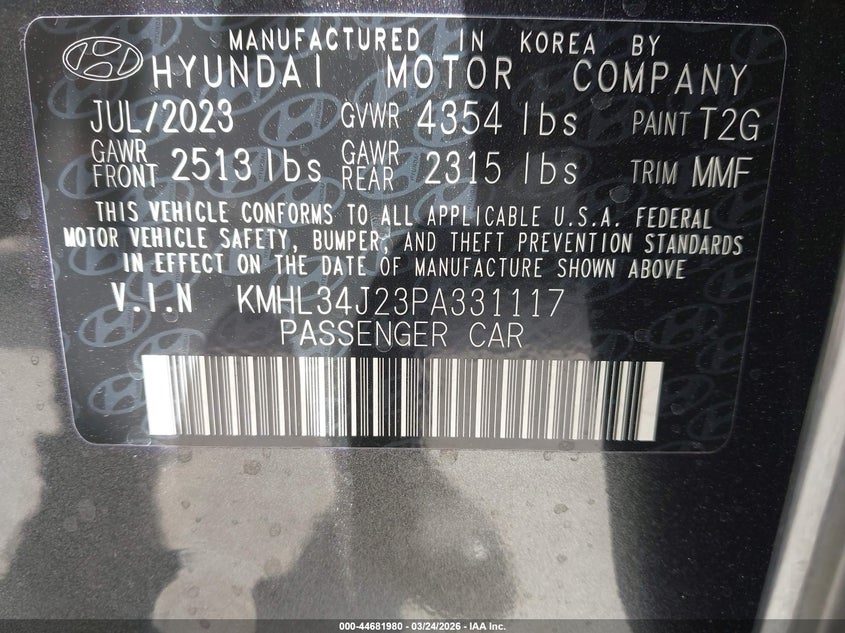 MANUFACTURED IN KOREA BY
HYUNDAI MOTOR COMPANY
JUL/2023 GVWR 4354 lbs PAINT T2G
GAWR FRONT 2513 lbs GAWR REAR 2315 lbs TRIM MMF
THIS VEHICLE CONFORMS TO ALL APPLICABLE U.S.A. FEDERAL
MOTOR VEHICLE SAFETY, BUMPER, AND THEFT PREVENTION STANDARDS
IN EFFECT ON THE DATE OF MANUFACTURE SHOWN ABOVE
V.I.N KMHL34J23PA331117
PASSENGER CAR
000-44681980 - 03/24/2026 - IAA Inc.